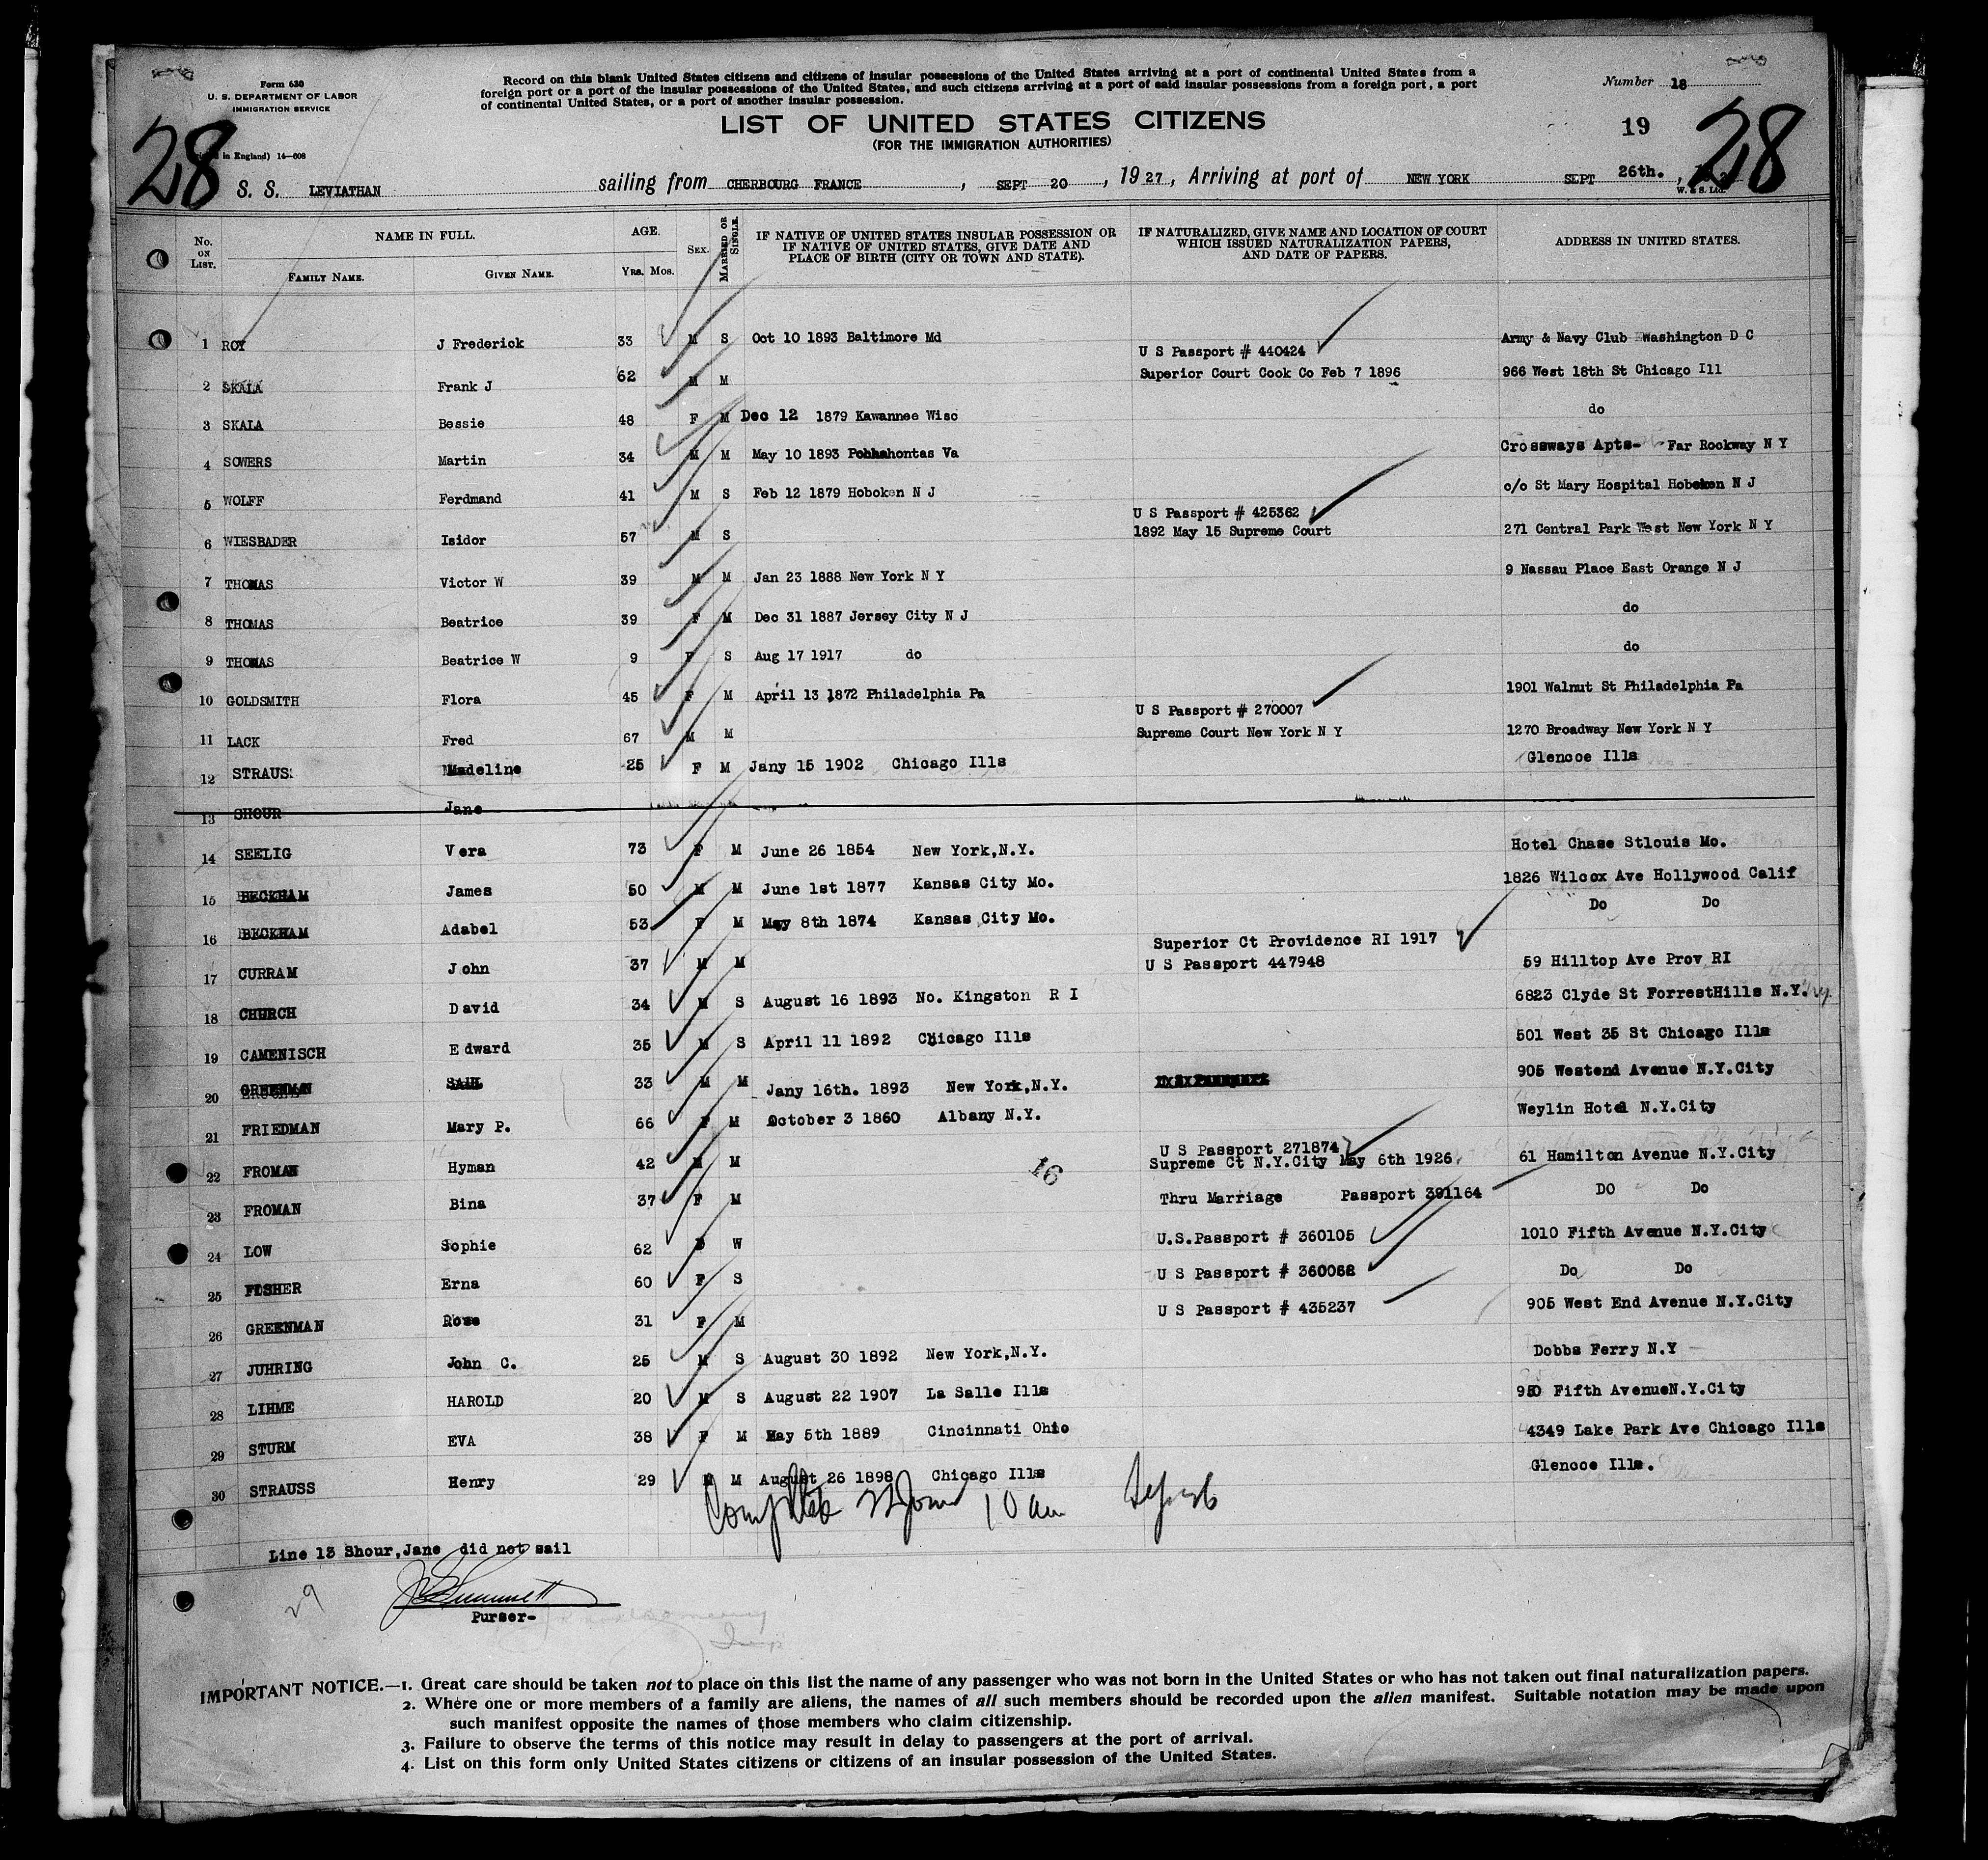 Form 630
U. S. DEPARTMENT OF LABOR
IMMIGRATION SERVICE
in England) 14—608
Record on this blank United States citizens and citizens of insular possessions of the United States arriving at a port of continental United States from a
foreign port or a port of the insular possessions of the United States, and such citizens arriving at a port of said insular possessions from a foreign port, a port
of continental United States, or a port of another insular possession.
Number 18
LIST OF UNITED STATES CITIZENS
(FOR THE IMMIGRATION AUTHORITIES)
19
28
28
S. S. LEVIATHAN sailing from CHERBOURG FRANCE, SEPT 20, 1927, Arriving at port of NEW YORK SEPT 26th.,
W. & S. Ltd.
No. ON LIST. NAME IN FULL. FAMILY NAME. GIVEN NAME. AGE. YRS. MOS. SEX. MARRIED OR SINGLE. IF NATIVE OF UNITED STATES INSULAR POSSESSION OR IF NATIVE OF UNITED STATES, GIVE DATE AND PLACE OF BIRTH (CITY OR TOWN AND STATE). IF NATURALIZED, GIVE NAME AND LOCATION OF COURT WHICH ISSUED NATURALIZATION PAPERS, AND DATE OF PAPERS. ADDRESS IN UNITED STATES.
1 ROY J Frederick 33 M S Oct 10 1893 Baltimore Md Army & Navy Club Washington D C
2 SKALA Frank J 62 M M U S Passport # 440424 Superior Court Cook Co Feb 7 1896 966 West 18th St Chicago Ill
3 SKALA Bessie 48 F M Dec 12 1879 Kawannee Wisc do
4 SOWERS Martin 34 M M May 10 1893 Pohhahontas Va Crossways Apts- Far Rockway N Y
5 WOLFF Ferdmand 41 M S Feb 12 1879 Hoboken N J c/o St Mary Hospital Hoboken N J
6 WIESBADER Isidor 57 M S U S Passport # 425362 1892 May 15 Supreme Court 271 Central Park West New York N Y
7 THOMAS Victor W 39 M M Jan 23 1888 New York N Y 9 Nassau Place East Orange N J
8 THOMAS Beatrice 39 F M Dec 31 1887 Jersey City N J do
9 THOMAS Beatrice W 9 F S Aug 17 1917 do do
10 GOLDSMITH Flora 45 F M April 13 1872 Philadelphia Pa 1901 Walnut St Philadelphia Pa
11 LACK Fred 67 M M U S Passport # 270007 Supreme Court New York N Y 1270 Broadway New York N Y
12 STRAUS Madeline 25 F M Jany 15 1902 Chicago Ills Glencoe Ills
13 SHOUR Jane
14 SEELIG Vera 73 F M June 26 1854 New York,N.Y. Hotel Chase Stlouis Mo.
15 BECKHAM James 50 M M June 1st 1877 Kansas City Mo. 1826 Wilcox Ave Hollywood Calif
16 BECKHAM Adabel 53 F M May 8th 1874 Kansas City Mo. Do Do
17 CURRAM John 37 M M Superior Ct Providence RI 1917 U S Passport 447948 59 Hilltop Ave Prov RI
18 CHURCH David 34 M S August 16 1893 No. Kingston R I 6823 Clyde St ForrestHills N.Y.
19 CAMENISCH Edward 35 M S April 11 1892 Chicago Ills 501 West 35 St Chicago Ills
20 GREENMAN SAUL 33 M M Jany 16th. 1893 New York,N.Y. 905 Westend Avenue N.Y.City
21 FRIEDMAN Mary P. 66 F M October 3 1860 Albany N.Y. Weylin Hotel N.Y.City
22 FROMAN Hyman 42 M M U S Passport 271874 Supreme Ct N.Y.City May 6th 1926. 61 Hamilton Avenue N.Y.City
16
23 FROMAN Bina 37 F M Thru Marriage Passport 391164 DO Do
24 LOW Sophie 62 W U.S.Passport # 360105 1010 Fifth Avenue N.Y.City
25 FISHER Erna 60 F S U S Passport # 360088 Do Do
26 GREENMAN Rose 31 F M U S Passport # 435237 905 West End Avenue N.Y.City
27 JUHRING John C. 25 M S August 30 1892 New York,N.Y. Dobbs Ferry N.Y
28 LIHME HAROLD 20 M S August 22 1907 La Salle Ills 950 Fifth AvenueN.Y.City
29 STURM EVA 38 F M May 5th 1889 Cincinnati Ohio 4349 Lake Park Ave Chicago Ills
30 STRAUSS Henry 29 M M August 26 1898 Chicago Ills Glencoe Ills.
10 am
Line 13 Shour,Jane did not sail
29
Purser-
IMPORTANT NOTICE.—1. Great care should be taken not to place on this list the name of any passenger who was not born in the United States or who has not taken out final naturalization papers.
2. Where one or more members of a family are aliens, the names of all such members should be recorded upon the alien manifest. Suitable notation may be made upon
such manifest opposite the names of those members who claim citizenship.
3. Failure to observe the terms of this notice may result in delay to passengers at the port of arrival.
4. List on this form only United States citizens or citizens of an insular possession of the United States.